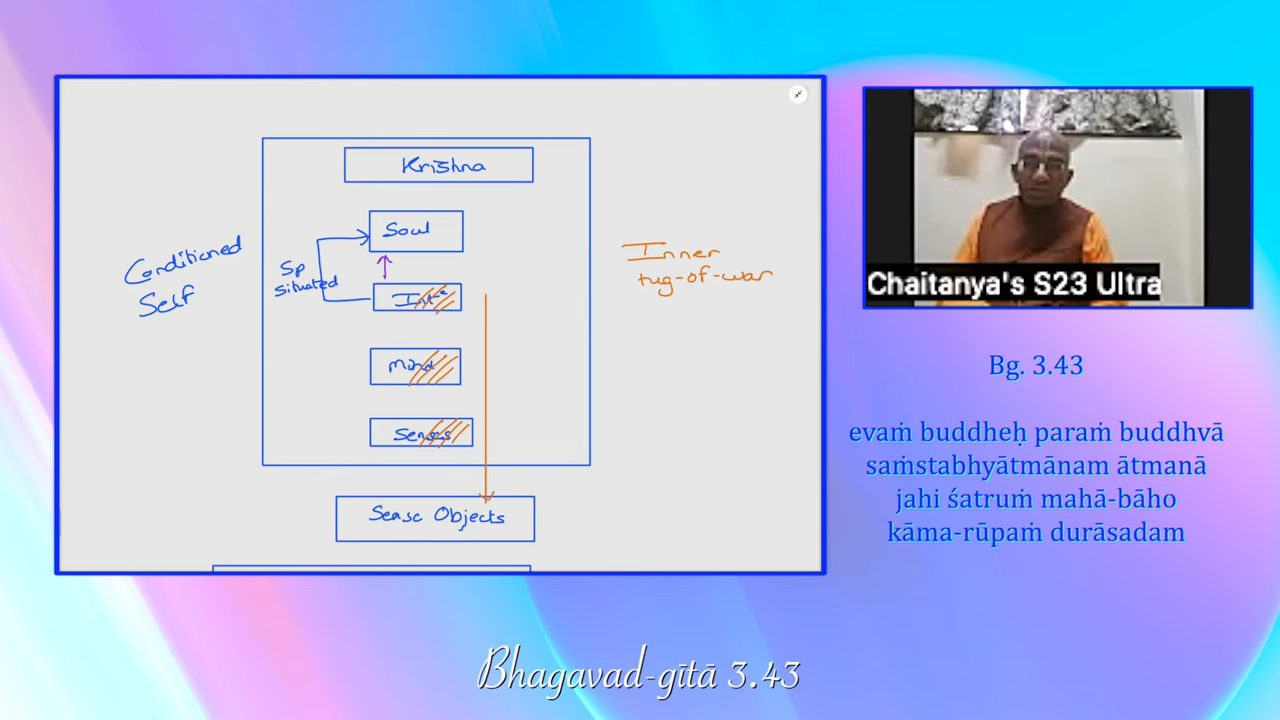 Krishna
Soul
Conditioned
Self
Sp
situated
Inner
tug-of-war
Mind
Senses
Sense Objects
Chaitanya's S23 Ultra
Bg. 3.43
evaṁ buddheḥ paraṁ buddhvā
saṁstabhyātmānam ātmanā
jahi śatruṁ mahā-bāho
kāma-rūpaṁ durāsadam
Bhagavad-gītā 3.43